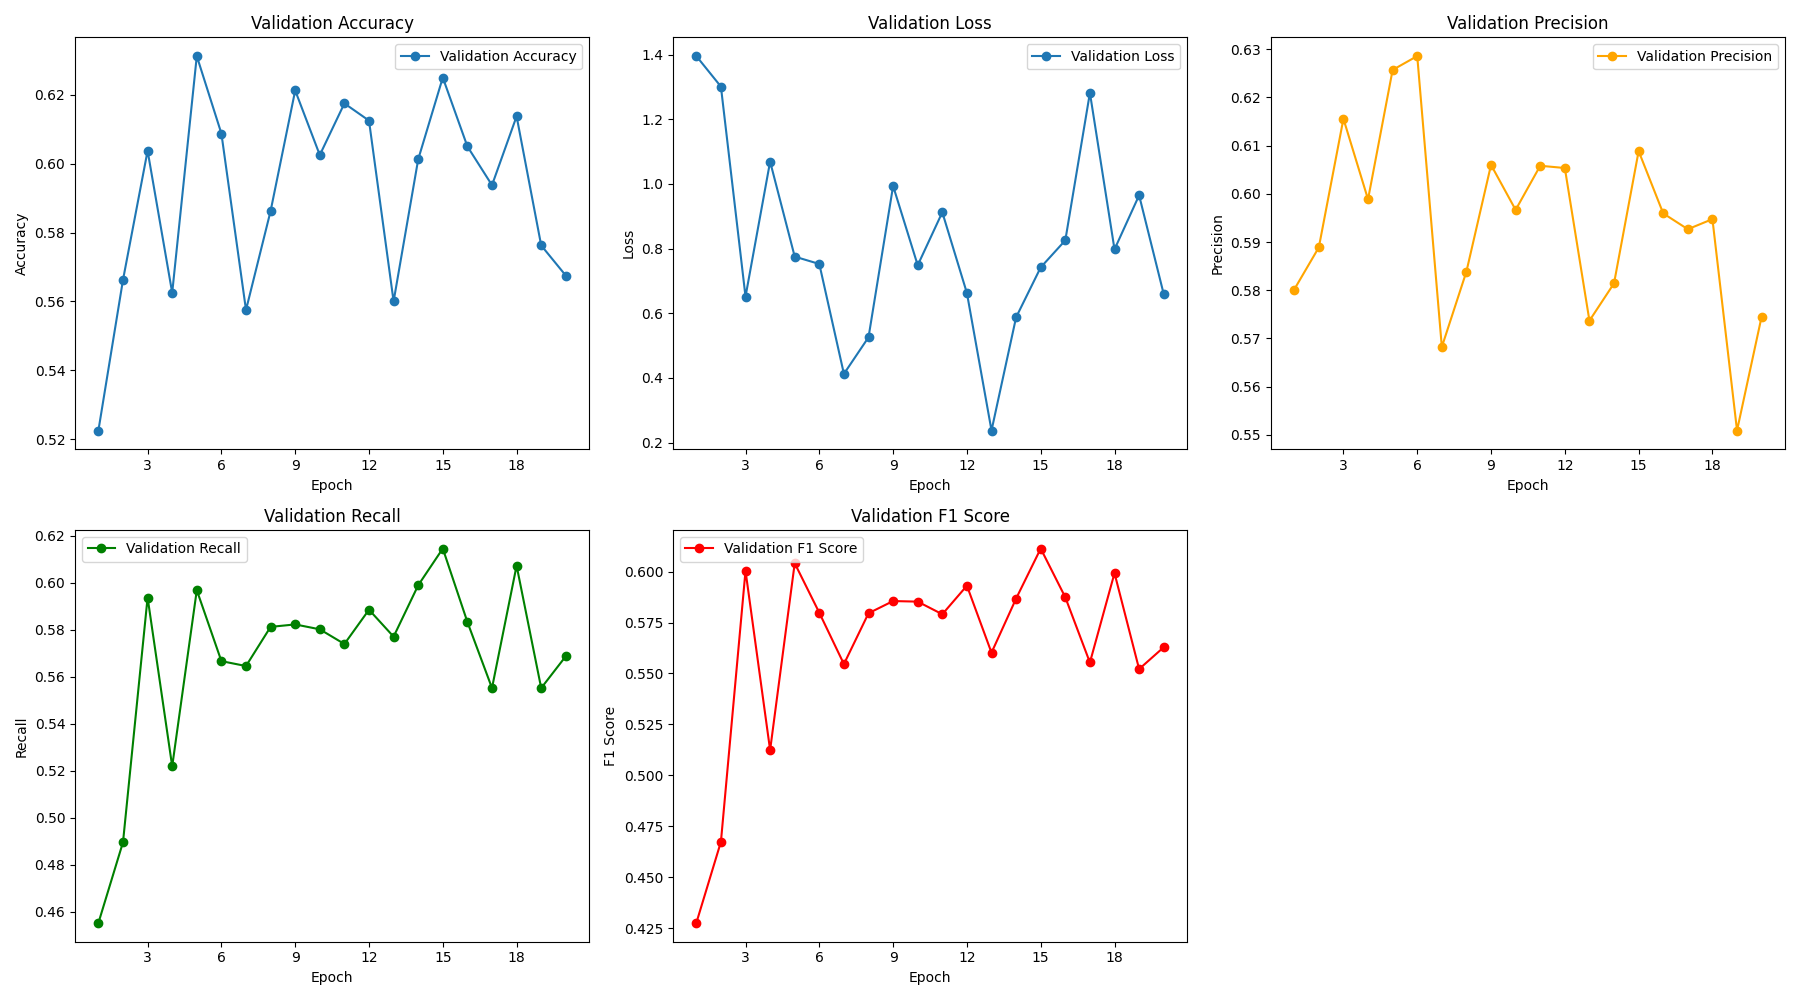 Validation Accuracy
Validation Accuracy
0.62
0.60
0.58
0.56
0.54
0.52
Accuracy
3 6 9 12 15 18
Epoch
Validation Loss
Validation Loss
1.4
1.2
1.0
0.8
0.6
0.4
0.2
Loss
3 6 9 12 15 18
Epoch
Validation Precision
Validation Precision
0.63
0.62
0.61
0.60
0.59
0.58
0.57
0.56
0.55
Precision
3 6 9 12 15 18
Epoch
Validation Recall
Validation Recall
0.62
0.60
0.58
0.56
0.54
0.52
0.50
0.48
0.46
Recall
3 6 9 12 15 18
Epoch
Validation F1 Score
Validation F1 Score
0.600
0.575
0.550
0.525
0.500
0.475
0.450
0.425
F1 Score
3 6 9 12 15 18
Epoch